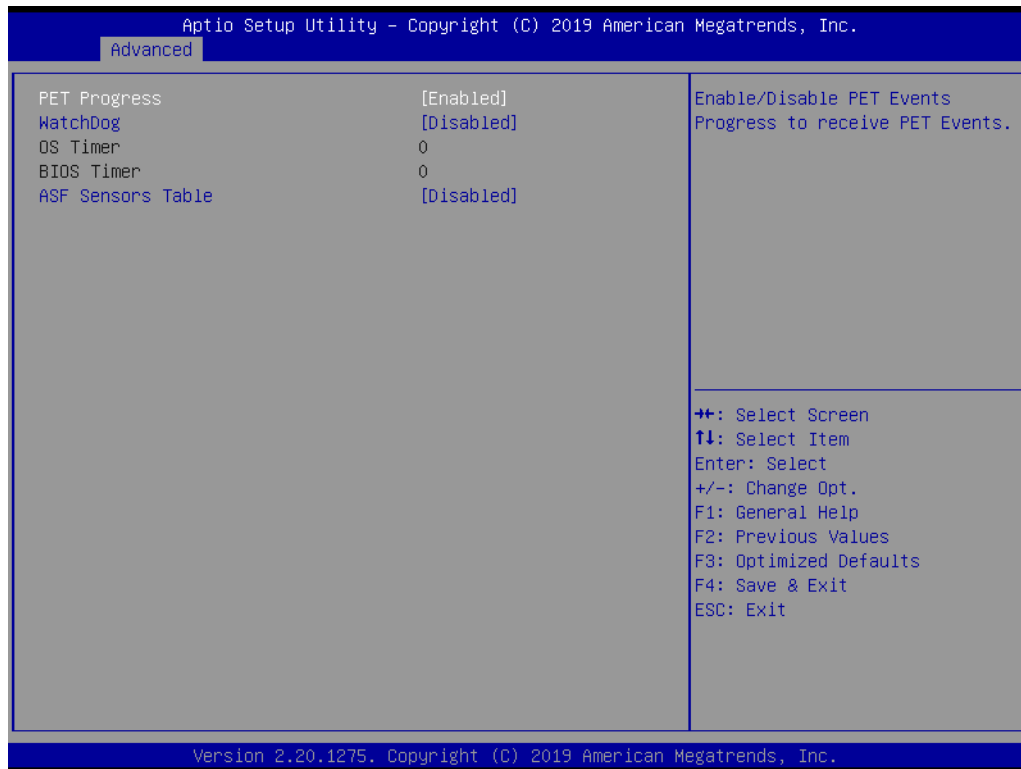 Aptio Setup Utility – Copyright (C) 2019 American Megatrends, Inc.
Advanced
PET Progress [Enabled]
WatchDog [Disabled]
OS Timer 0
BIOS Timer 0
ASF Sensors Table [Disabled]
Enable/Disable PET Events
Progress to receive PET Events.
→←: Select Screen
↑↓: Select Item
Enter: Select
+/-: Change Opt.
F1: General Help
F2: Previous Values
F3: Optimized Defaults
F4: Save & Exit
ESC: Exit
Version 2.20.1275. Copyright (C) 2019 American Megatrends, Inc.